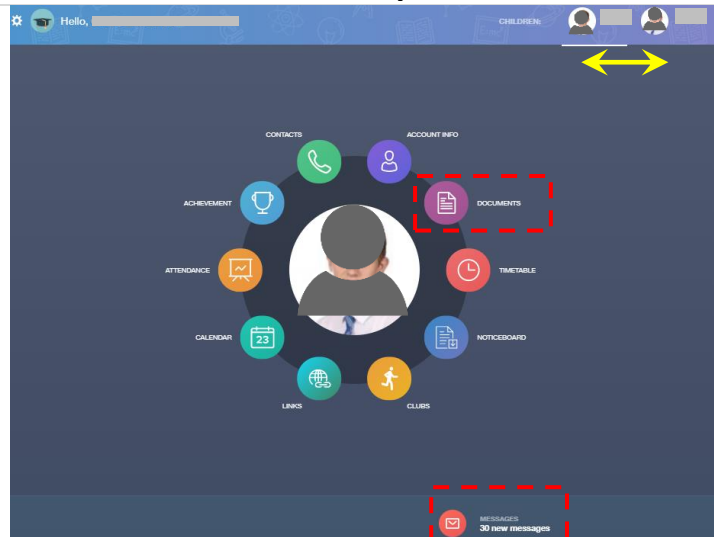 Hello,
CHILDREN:
CONTACTS
ACCOUNT INFO
ACHIEVEMENT
DOCUMENTS
ATTENDANCE
TIMETABLE
CALENDAR
23
NOTICEBOARD
LINKS
CLUBS
MESSAGES
30 new messages